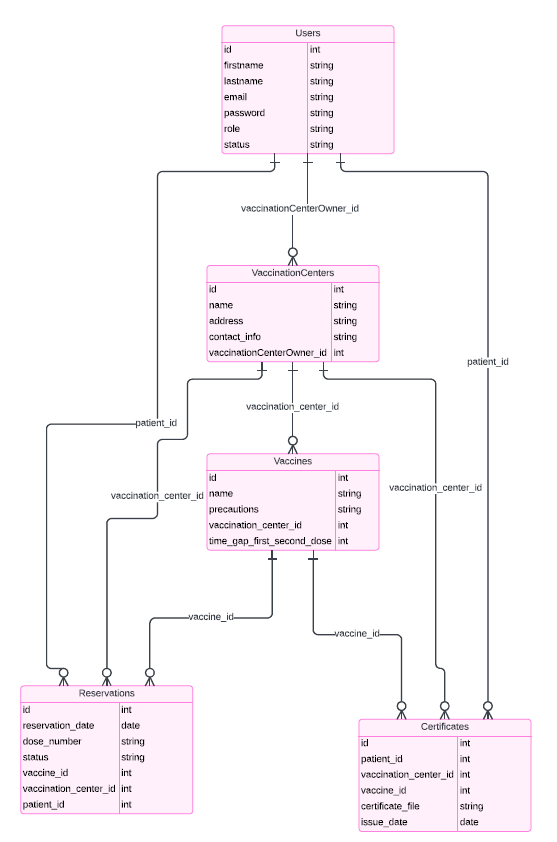 Users
id int
firstname string
lastname string
email string
password string
role string
status string
vaccinationCenterOwner_id
VaccinationCenters
id int
name string
address string
contact_info string
vaccinationCenterOwner_id int
patient_id
vaccination_center_id
patient_id
Vaccines
id int
name string
precautions string
vaccination_center_id int
time_gap_first_second_dose int
vaccination_center_id
vaccination_center_id
vaccine_id
vaccine_id
Reservations
id int
reservation_date date
dose_number string
status string
vaccine_id int
vaccination_center_id int
patient_id int
Certificates
id int
patient_id int
vaccination_center_id int
vaccine_id int
certificate_file string
issue_date date